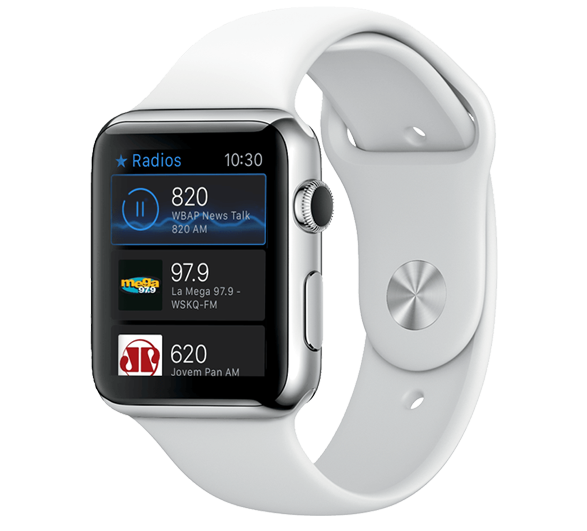 ★ Radios 10:30
820
WBAP News Talk
820 AM
mega
97.9
97.9
La Mega 97.9 -
WSKQ-FM
JP
620
Jovem Pan AM